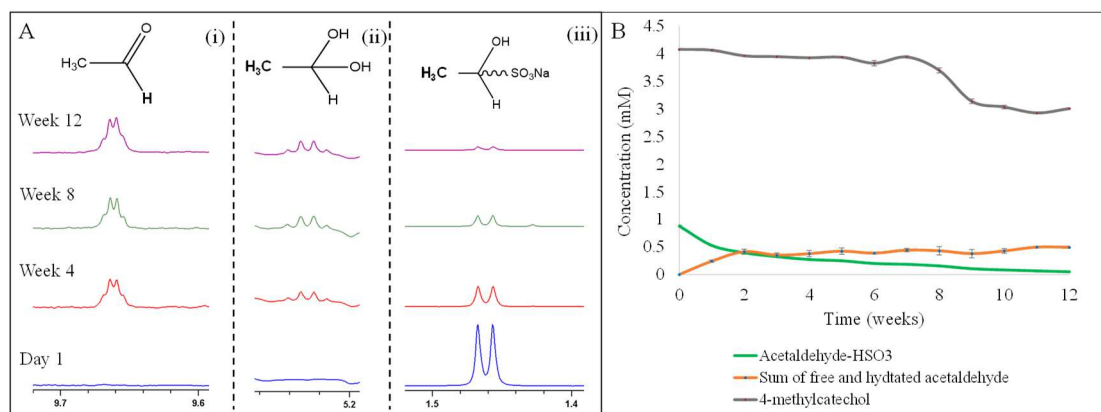 A
(i)
(ii)
(iii)
B
O
H₃C
H
OH
H₃C
OH
H
OH
H₃C
SO₃Na
H
Week 12
Week 8
Week 4
Day 1
9.7
9.6
5.2
1.5
1.4
Concentration (mM)
4.5
4
3.5
3
2.5
2
1.5
1
0.5
0
0
2
4
6
8
10
12
Time (weeks)
Acetaldehyde-HSO3
Sum of free and hydtated acetaldehyde
4-methylcatechol